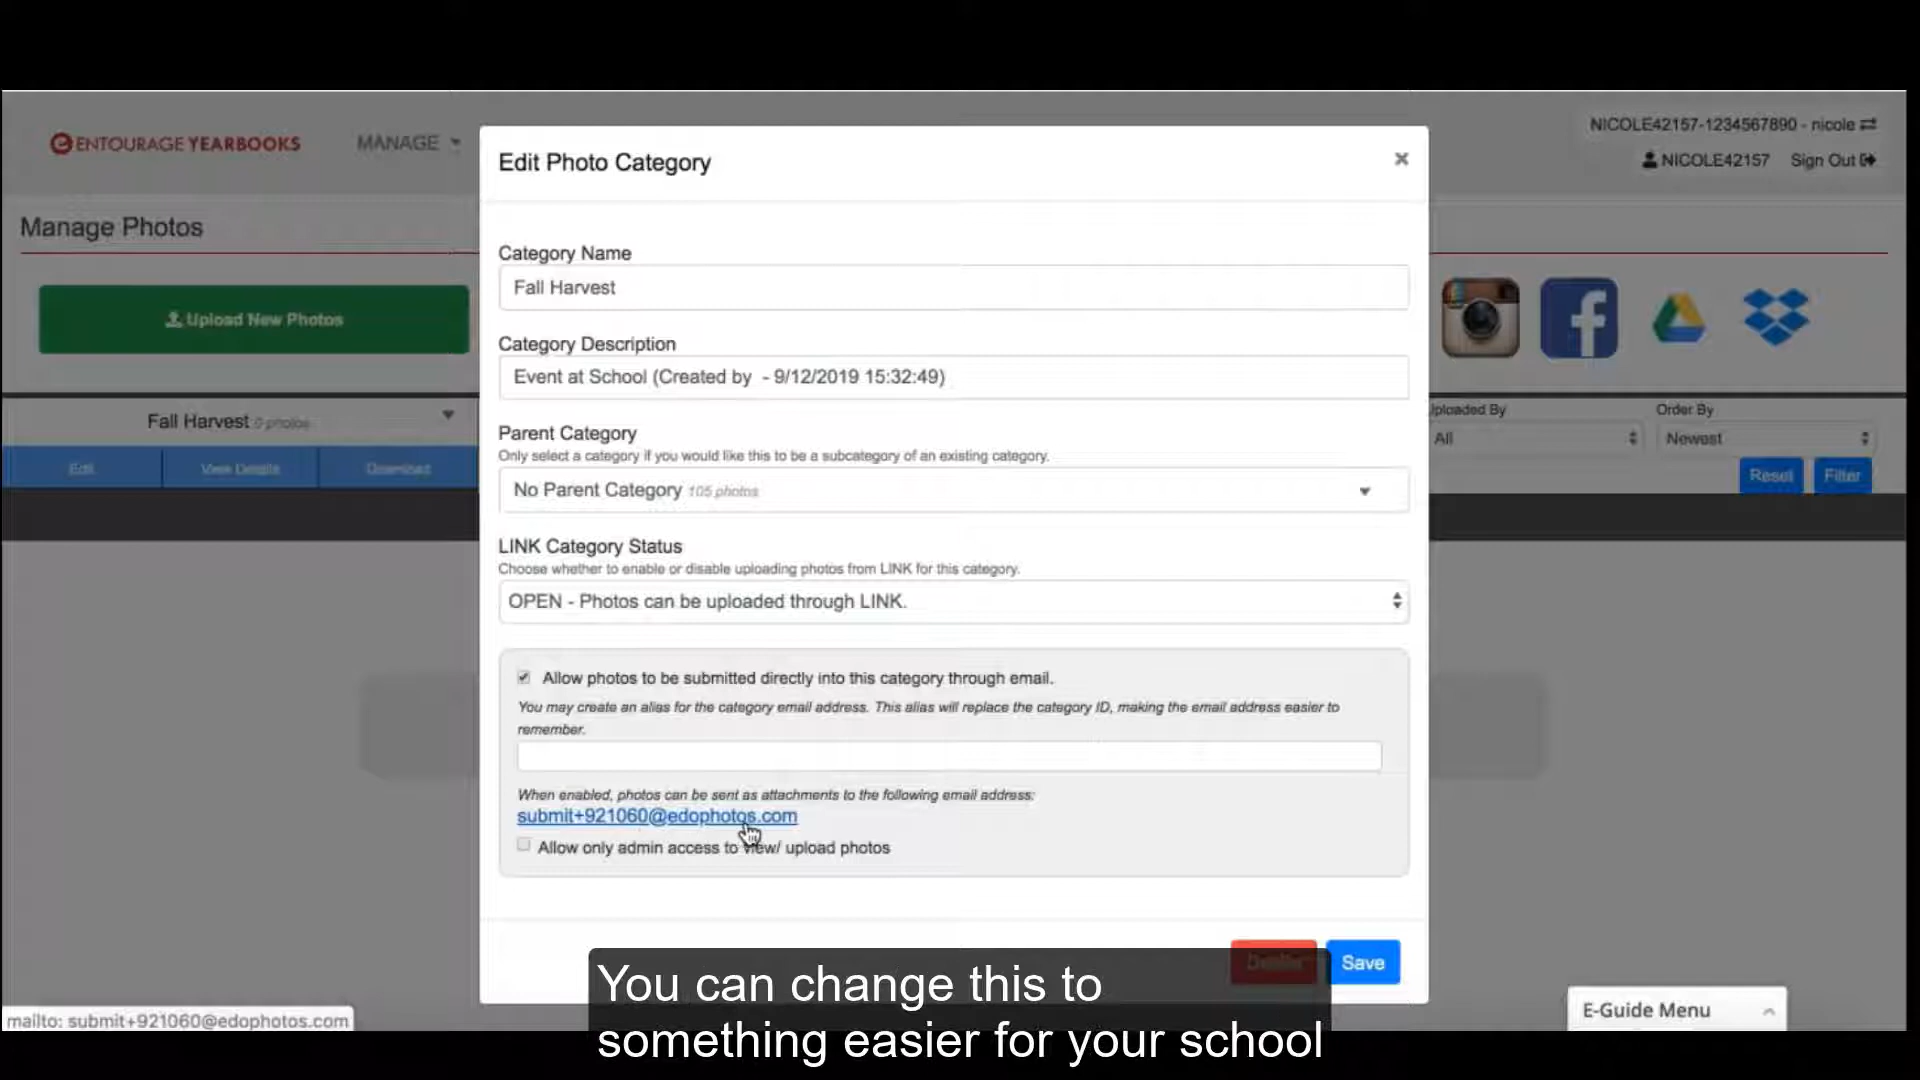 ENTOURAGE YEARBOOKS
MANAGE
NICOLE42157-1234567890 - nicole
NICOLE42157 Sign Out
Manage Photos
Upload New Photos
Fall Harvest 0 photos
Edit View Details Download
Uploaded By Order By
All Newest
Reset Filter
Edit Photo Category
×
Category Name
Fall Harvest
Category Description
Event at School (Created by - 9/12/2019 15:32:49)
Parent Category
Only select a category if you would like this to be a subcategory of an existing category.
No Parent Category 105 photos
LINK Category Status
Choose whether to enable or disable uploading photos from LINK for this category.
OPEN - Photos can be uploaded through LINK.
Allow photos to be submitted directly into this category through email.
You may create an alias for the category email address. This alias will replace the category ID, making the email address easier to
remember.
When enabled, photos can be sent as attachments to the following email address:
submit+921060@edophotos.com
Allow only admin access to view/ upload photos
Save
You can change this to
something easier for your school
mailto: submit+921060@edophotos.com
E-Guide Menu